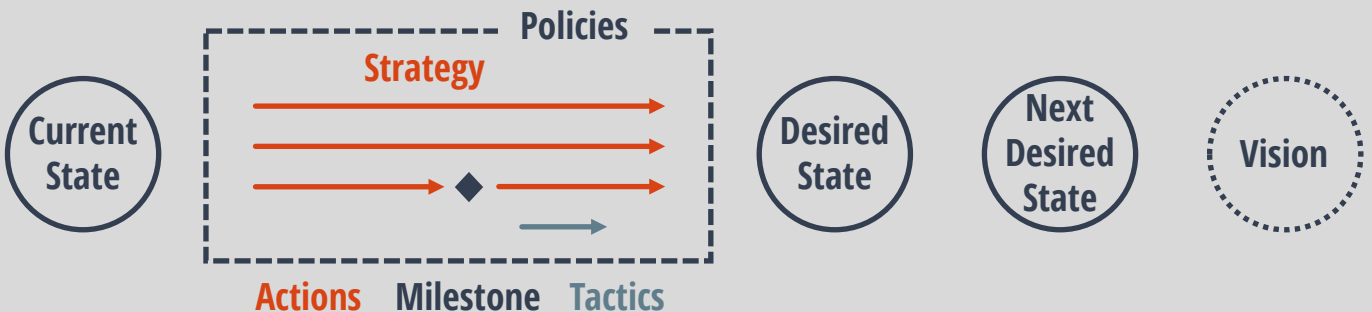 Policies
Strategy
Current
State
Desired
State
Next
Desired
State
Vision
Actions Milestone Tactics